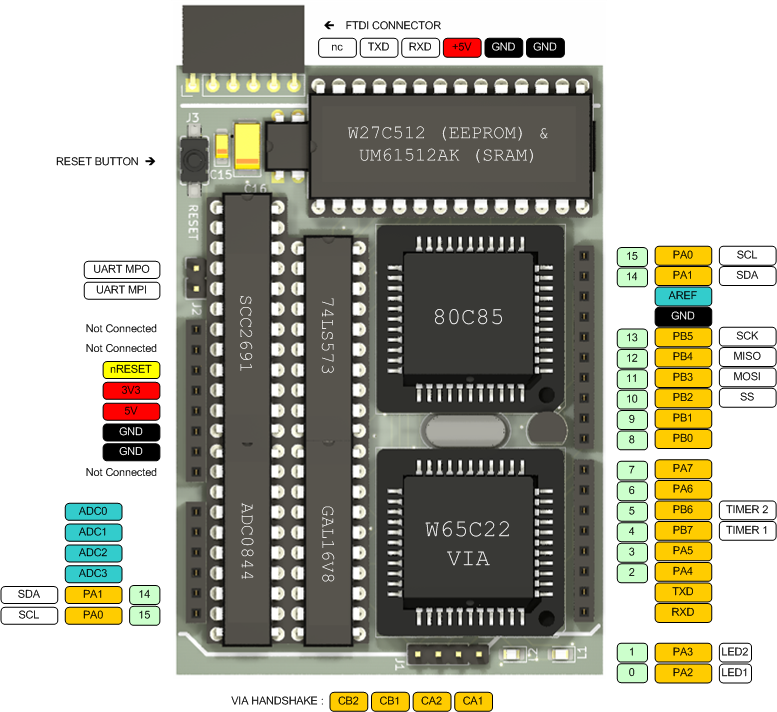 ← FTDI CONNECTOR
nc TXD RXD +5V GND GND
J3
W27C512 (EEPROM) &
UM61512AK (SRAM)
RESET BUTTON →
C15
C16
RESET
UART MPO
UART MPI
J2
Not Connected
Not Connected
nRESET
3V3
5V
GND
GND
Not Connected
ADC0
ADC1
ADC2
ADC3
SDA PA1 14
SCL PA0 15
SCC2691
74LS573
ADC0844
GAL16V8
80C85
W65C22
VIA
15 PA0 SCL
14 PA1 SDA
AREF
GND
13 PB5 SCK
12 PB4 MISO
11 PB3 MOSI
10 PB2 SS
9 PB1
8 PB0
7 PA7
6 PA6
5 PB6 TIMER 2
4 PB7 TIMER 1
3 PA5
2 PA4
TXD
RXD
1 PA3 LED2
0 PA2 LED1
J1
L2
L1
VIA HANDSHAKE : CB2 CB1 CA2 CA1